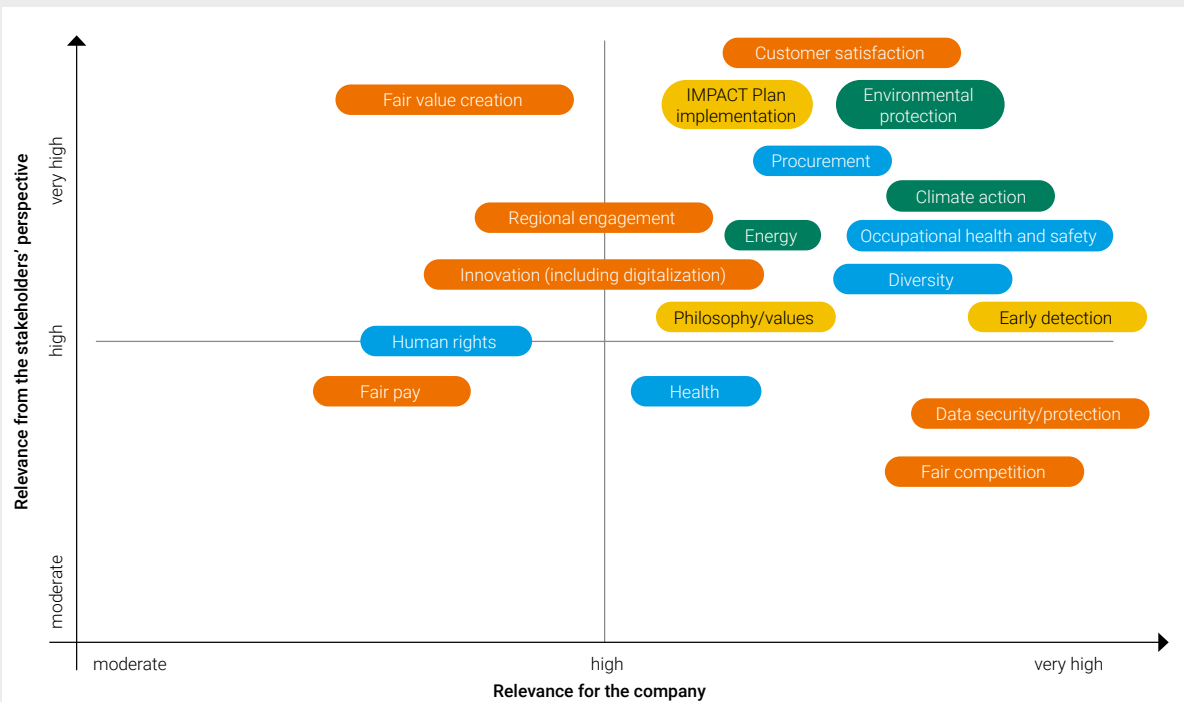 Customer satisfaction
Fair value creation
IMPACT Plan
implementation
Environmental
protection
Procurement
Climate action
Regional engagement
Energy
Occupational health and safety
Innovation (including digitalization)
Diversity
Philosophy/values
Early detection
Human rights
Fair pay
Health
Data security/protection
Fair competition
Relevance from the stakeholders’ perspective
very high
high
moderate
moderate
high
very high
Relevance for the company